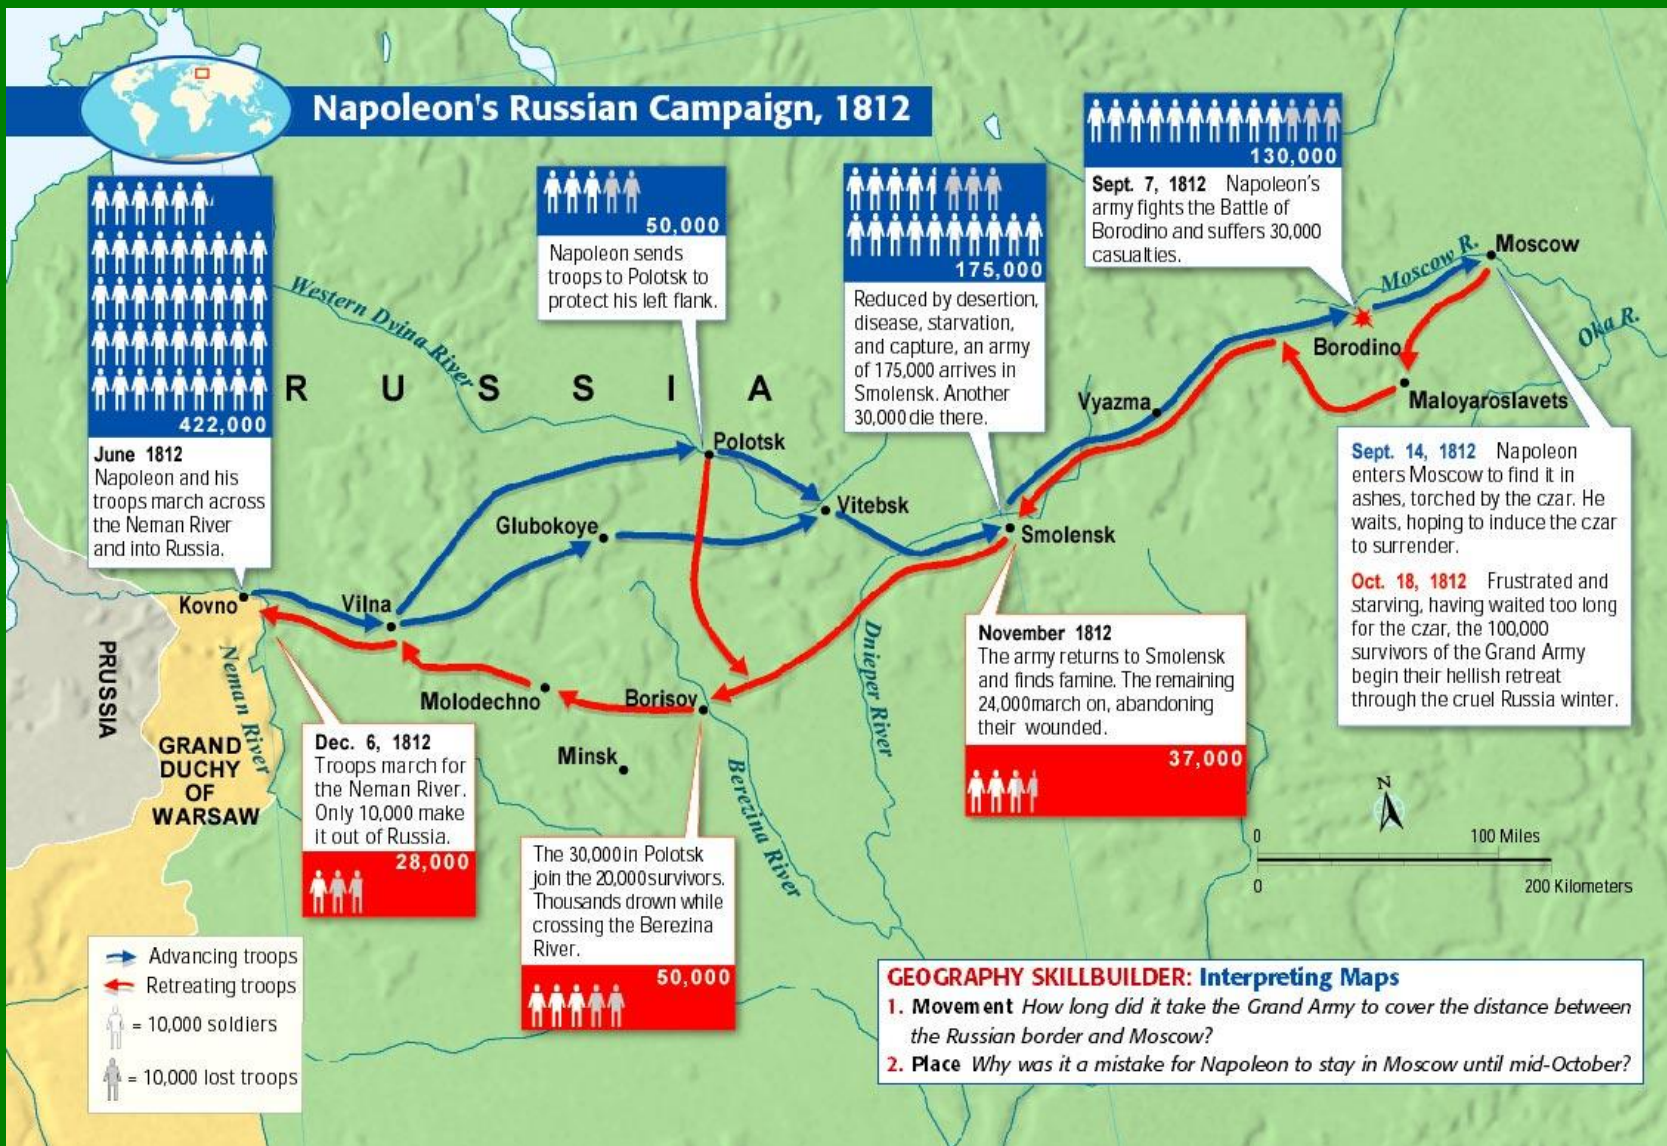 Napoleon's Russian Campaign, 1812
422,000
June 1812
Napoleon and his
troops march across
the Neman River
and into Russia.
50,000
Napoleon sends
troops to Polotsk to
protect his left flank.
175,000
Reduced by desertion,
disease, starvation,
and capture, an army
of 175,000 arrives in
Smolensk. Another
30,000 die there.
130,000
Sept. 7, 1812 Napoleon's
army fights the Battle of
Borodino and suffers 30,000
casualties.
Moscow R.
Moscow
Oka R.
Borodino
Maloyaroslavets
Vyazma
Western Dvina River
RUSSIA
Polotsk
Vitebsk
Glubokoye
Smolensk
Kovno
Vilna
PRUSSIA
Neman River
GRAND
DUCHY
OF
WARSAW
Molodechno
Borisov
Minsk
Berezina River
Dnieper River
Sept. 14, 1812 Napoleon
enters Moscow to find it in
ashes, torched by the czar. He
waits, hoping to induce the czar
to surrender.
Oct. 18, 1812 Frustrated and
starving, having waited too long
for the czar, the 100,000
survivors of the Grand Army
begin their hellish retreat
through the cruel Russia winter.
November 1812
The army returns to Smolensk
and finds famine. The remaining
24,000march on, abandoning
their wounded.
37,000
Dec. 6, 1812
Troops march for
the Neman River.
Only 10,000 make
it out of Russia.
28,000
The 30,000in Polotsk
join the 20,000survivors.
Thousands drown while
crossing the Berezina
River.
50,000
N
0 100 Miles
0 200 Kilometers
Advancing troops
Retreating troops
= 10,000 soldiers
= 10,000 lost troops
GEOGRAPHY SKILLBUILDER: Interpreting Maps
1. Movement How long did it take the Grand Army to cover the distance between
the Russian border and Moscow?
2. Place Why was it a mistake for Napoleon to stay in Moscow until mid-October?